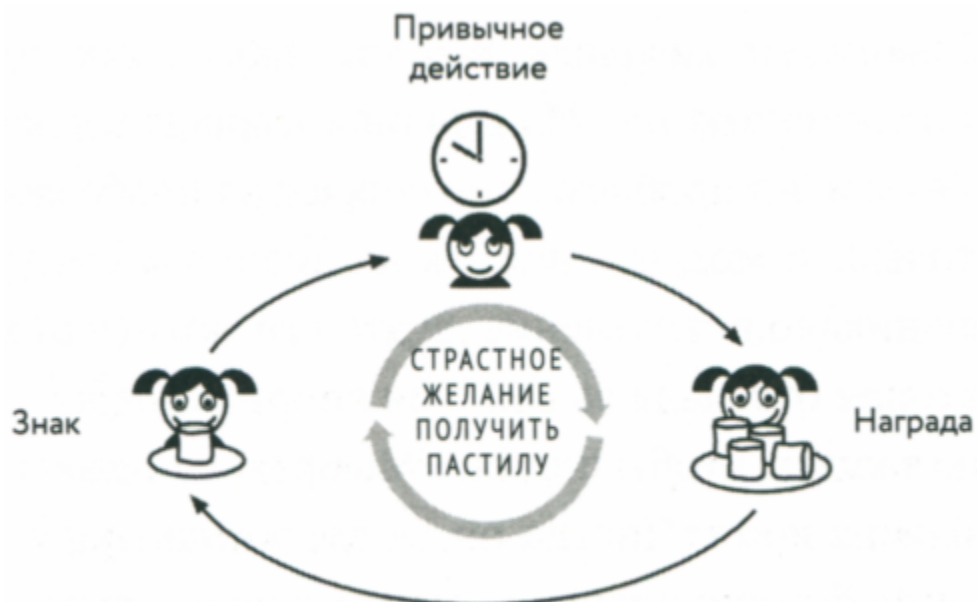 Привычное
действие
СТРАСТНОЕ
ЖЕЛАНИЕ
ПОЛУЧИТЬ
ПАСТИЛУ
Знак
Награда